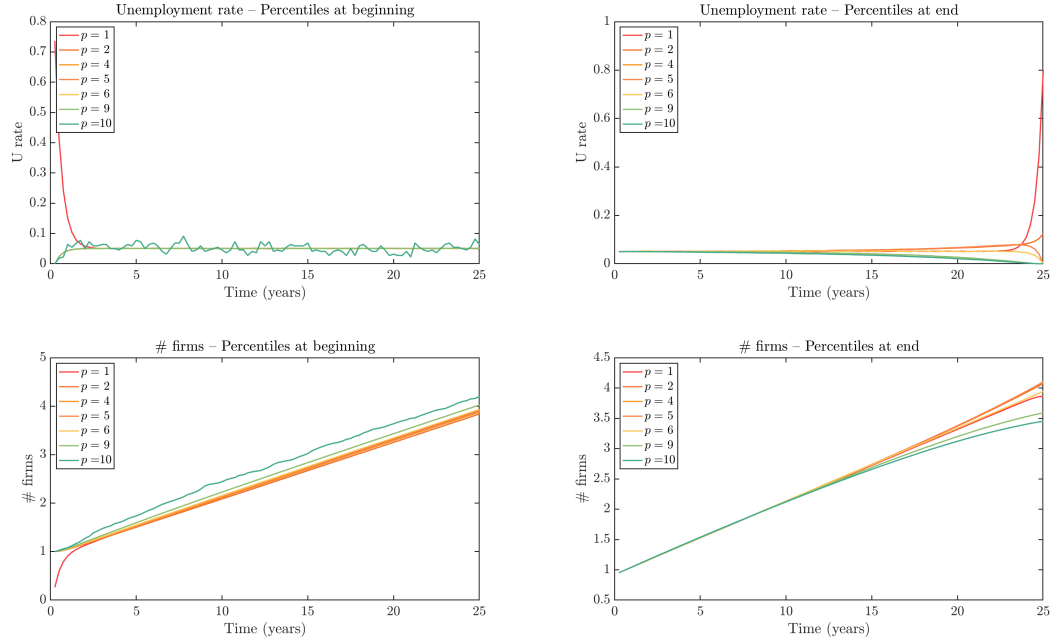 Unemployment rate – Percentiles at beginning
0.8
0.7
0.6
0.5
0.4
0.3
0.2
0.1
0
U rate
p = 1
p = 2
p = 4
p = 5
p = 6
p = 9
p =10
0 5 10 15 20 25
Time (years)
Unemployment rate – Percentiles at end
1
0.8
0.6
0.4
0.2
0
U rate
p = 1
p = 2
p = 4
p = 5
p = 6
p = 9
p =10
0 5 10 15 20 25
Time (years)
# firms – Percentiles at beginning
5
4
3
2
1
0
# firms
p = 1
p = 2
p = 4
p = 5
p = 6
p = 9
p =10
0 5 10 15 20 25
Time (years)
# firms – Percentiles at end
4.5
4
3.5
3
2.5
2
1.5
1
0.5
# firms
p = 1
p = 2
p = 4
p = 5
p = 6
p = 9
p =10
0 5 10 15 20 25
Time (years)